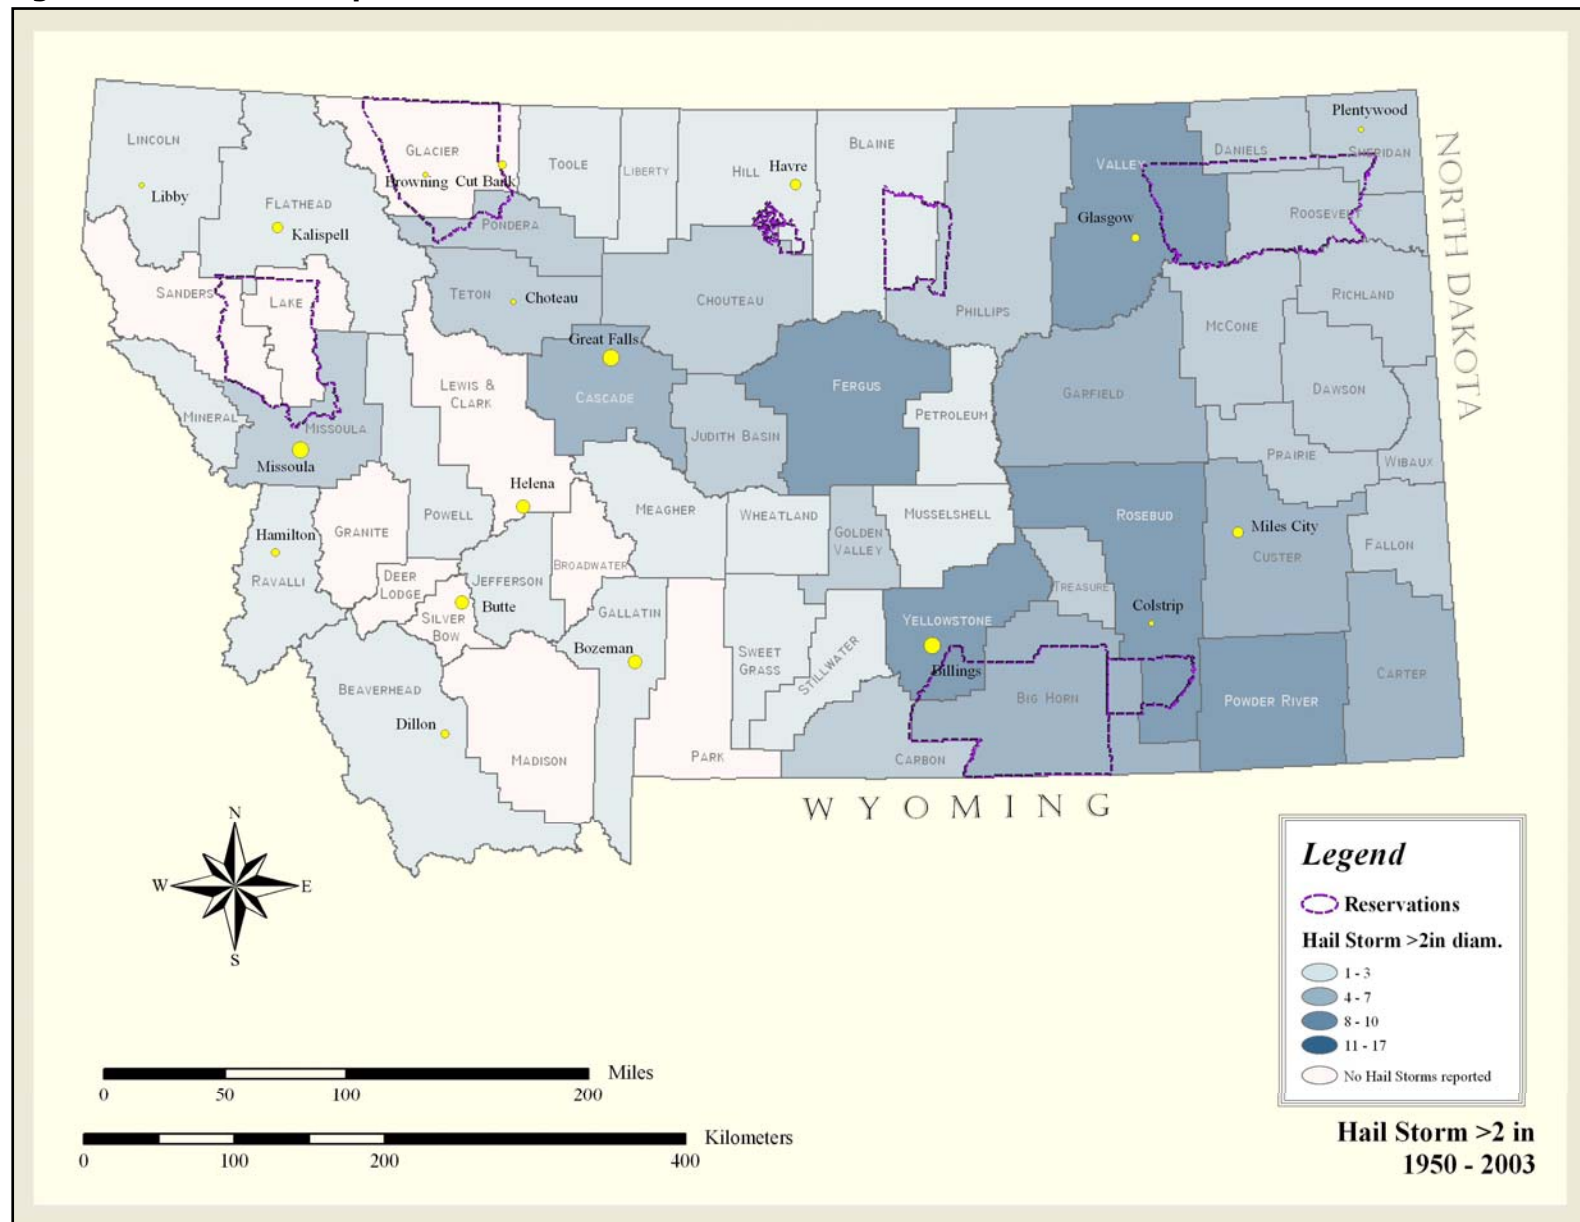 LINCOLN
Libby
FLATHEAD
Kalispell
GLACIER
Browning
Cut Bank
TOOLE
LIBERTY
HILL
Havre
BLAINE
PHILLIPS
VALLEY
Glasgow
DANIELS
Plentywood
SHERIDAN
ROOSEVELT
NORTH DAKOTA
SANDERS
LAKE
PONDERA
TETON
Choteau
CHOUTEAU
McCONE
RICHLAND
Great Falls
CASCADE
LEWIS &
CLARK
FERGUS
PETROLEUM
GARFIELD
DAWSON
MINERAL
MISSOULA
Missoula
JUDITH BASIN
PRAIRIE
WIBAUX
Helena
POWELL
GRANITE
MEAGHER
WHEATLAND
GOLDEN
VALLEY
MUSSELSHELL
ROSEBUD
Miles City
CUSTER
FALLON
Hamilton
RAVALLI
DEER
LODGE
JEFFERSON
BROADWATER
TREASURE
Colstrip
SILVER
BOW
Butte
GALLATIN
Bozeman
SWEET
GRASS
STILLWATER
YELLOWSTONE
Billings
BIG HORN
POWDER RIVER
CARTER
BEAVERHEAD
Dillon
MADISON
PARK
CARBON
WYOMING
N
W
E
S
Legend
Reservations
Hail Storm >2in diam.
1 - 3
4 - 7
8 - 10
11 - 17
No Hail Storms reported
Miles
0 50 100 200
Kilometers
0 100 200 400
Hail Storm >2 in
1950 - 2003